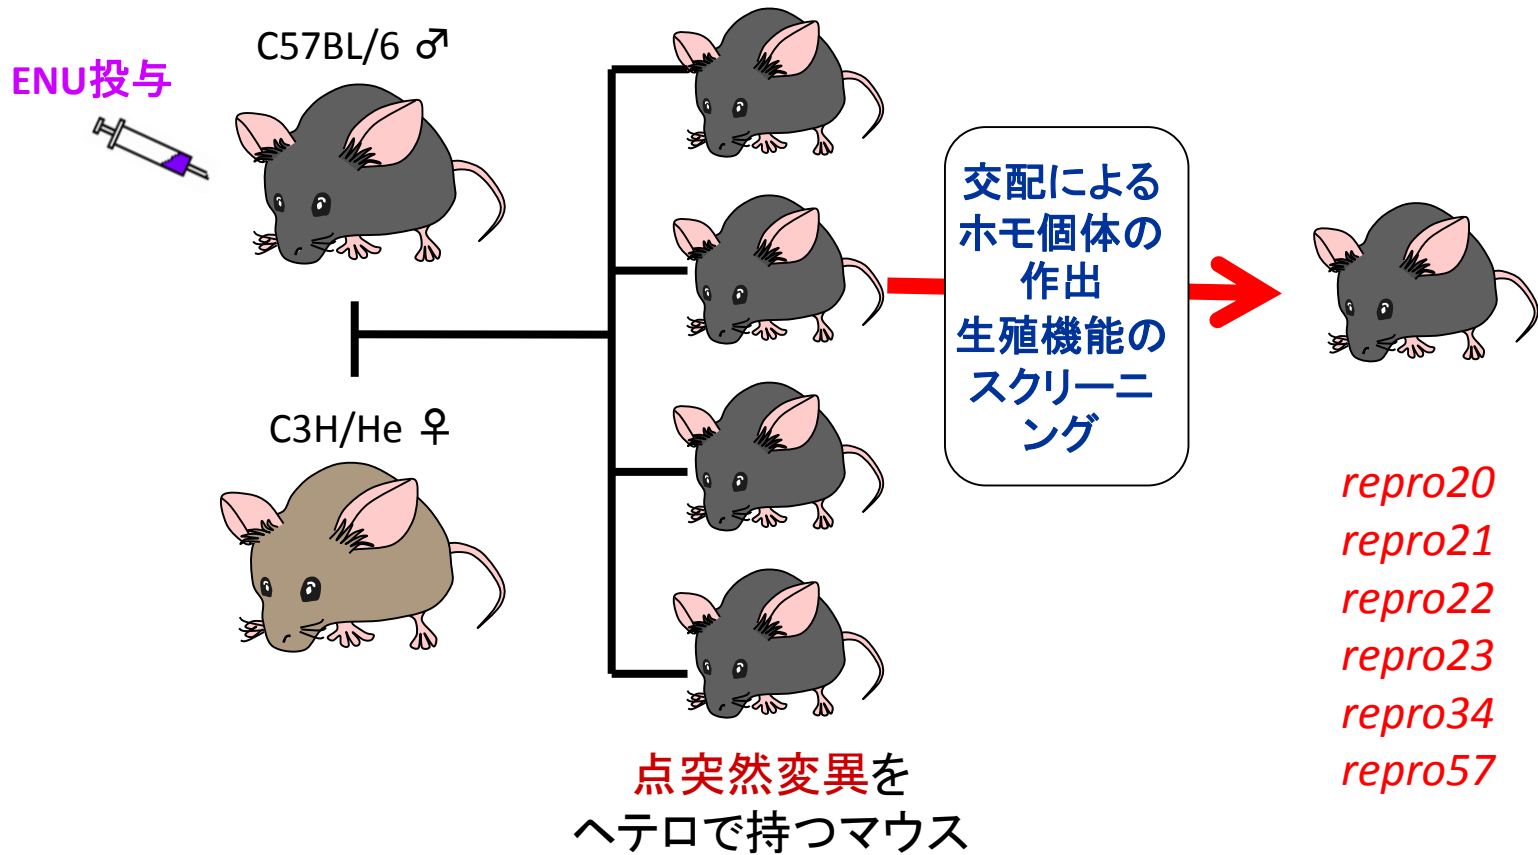 C57BL/6 ♂
ENU投与
C3H/He ♀
点突然変異を
ヘテロで持つマウス
交配による
ホモ個体の
作出
生殖機能の
スクリーニ
ング
repro20
repro21
repro22
repro23
repro34
repro57